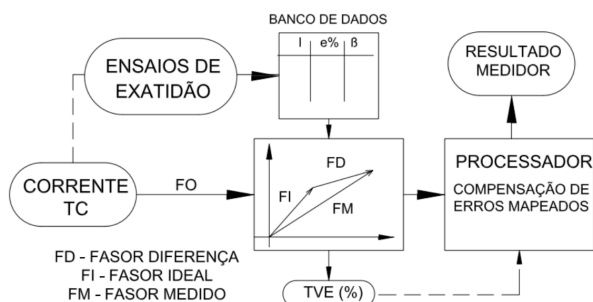 BANCO DE DADOS
I e% ß
ENSAIOS DE
EXATIDÃO
RESULTADO
MEDIDOR
CORRENTE
TC
FO
FD
FI
FM
PROCESSADOR
COMPENSAÇÃO DE
ERROS MAPEADOS
FD - FASOR DIFERENÇA
FI - FASOR IDEAL
FM - FASOR MEDIDO
TVE (%)